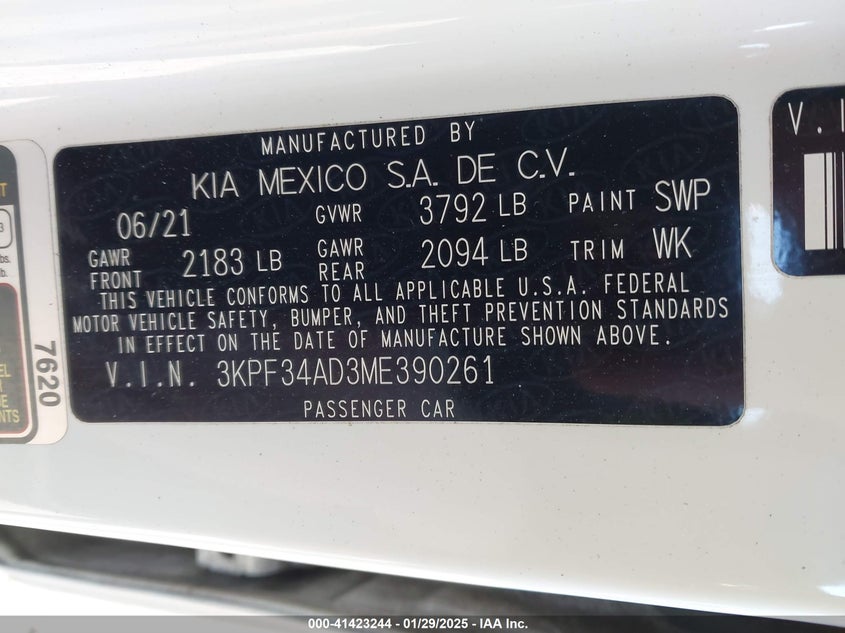 MANUFACTURED BY
KIA MEXICO S.A. DE C.V.
06/21 GVWR 3792 LB PAINT SWP
GAWR FRONT 2183 LB GAWR REAR 2094 LB TRIM WK
THIS VEHICLE CONFORMS TO ALL APPLICABLE U.S.A. FEDERAL
MOTOR VEHICLE SAFETY, BUMPER, AND THEFT PREVENTION STANDARDS
IN EFFECT ON THE DATE OF MANUFACTURE SHOWN ABOVE.
V.I.N. 3KPF34AD3ME390261
PASSENGER CAR
7620
V.I
000-41423244 - 01/29/2025 - IAA Inc.